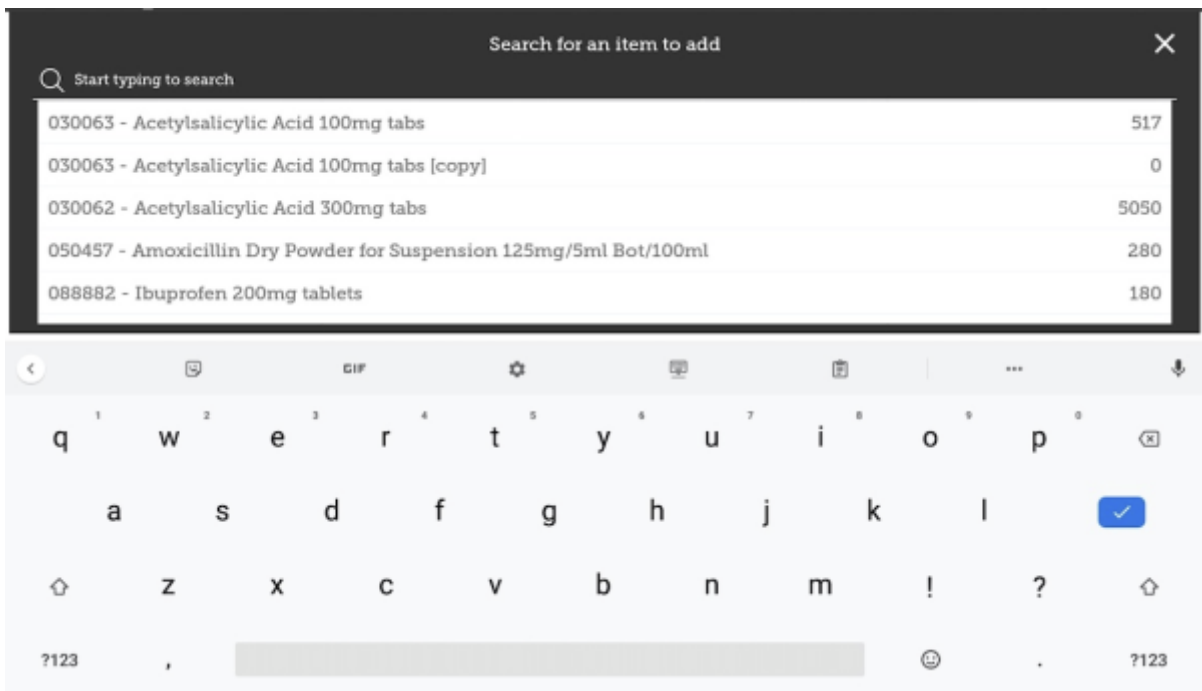 Search for an item to add
Start typing to search
030063 - Acetylsalicylic Acid 100mg tabs 517
030063 - Acetylsalicylic Acid 100mg tabs [copy] 0
030062 - Acetylsalicylic Acid 300mg tabs 5050
050457 - Amoxicillin Dry Powder for Suspension 125mg/5ml Bot/100ml 280
088882 - Ibuprofen 200mg tablets 180
GIF
1 2 3 4 5 6 7 8 9 0
q w e r t y u i o p
a s d f g h j k l
z x c v b n m ! ?
?123 , . ?123